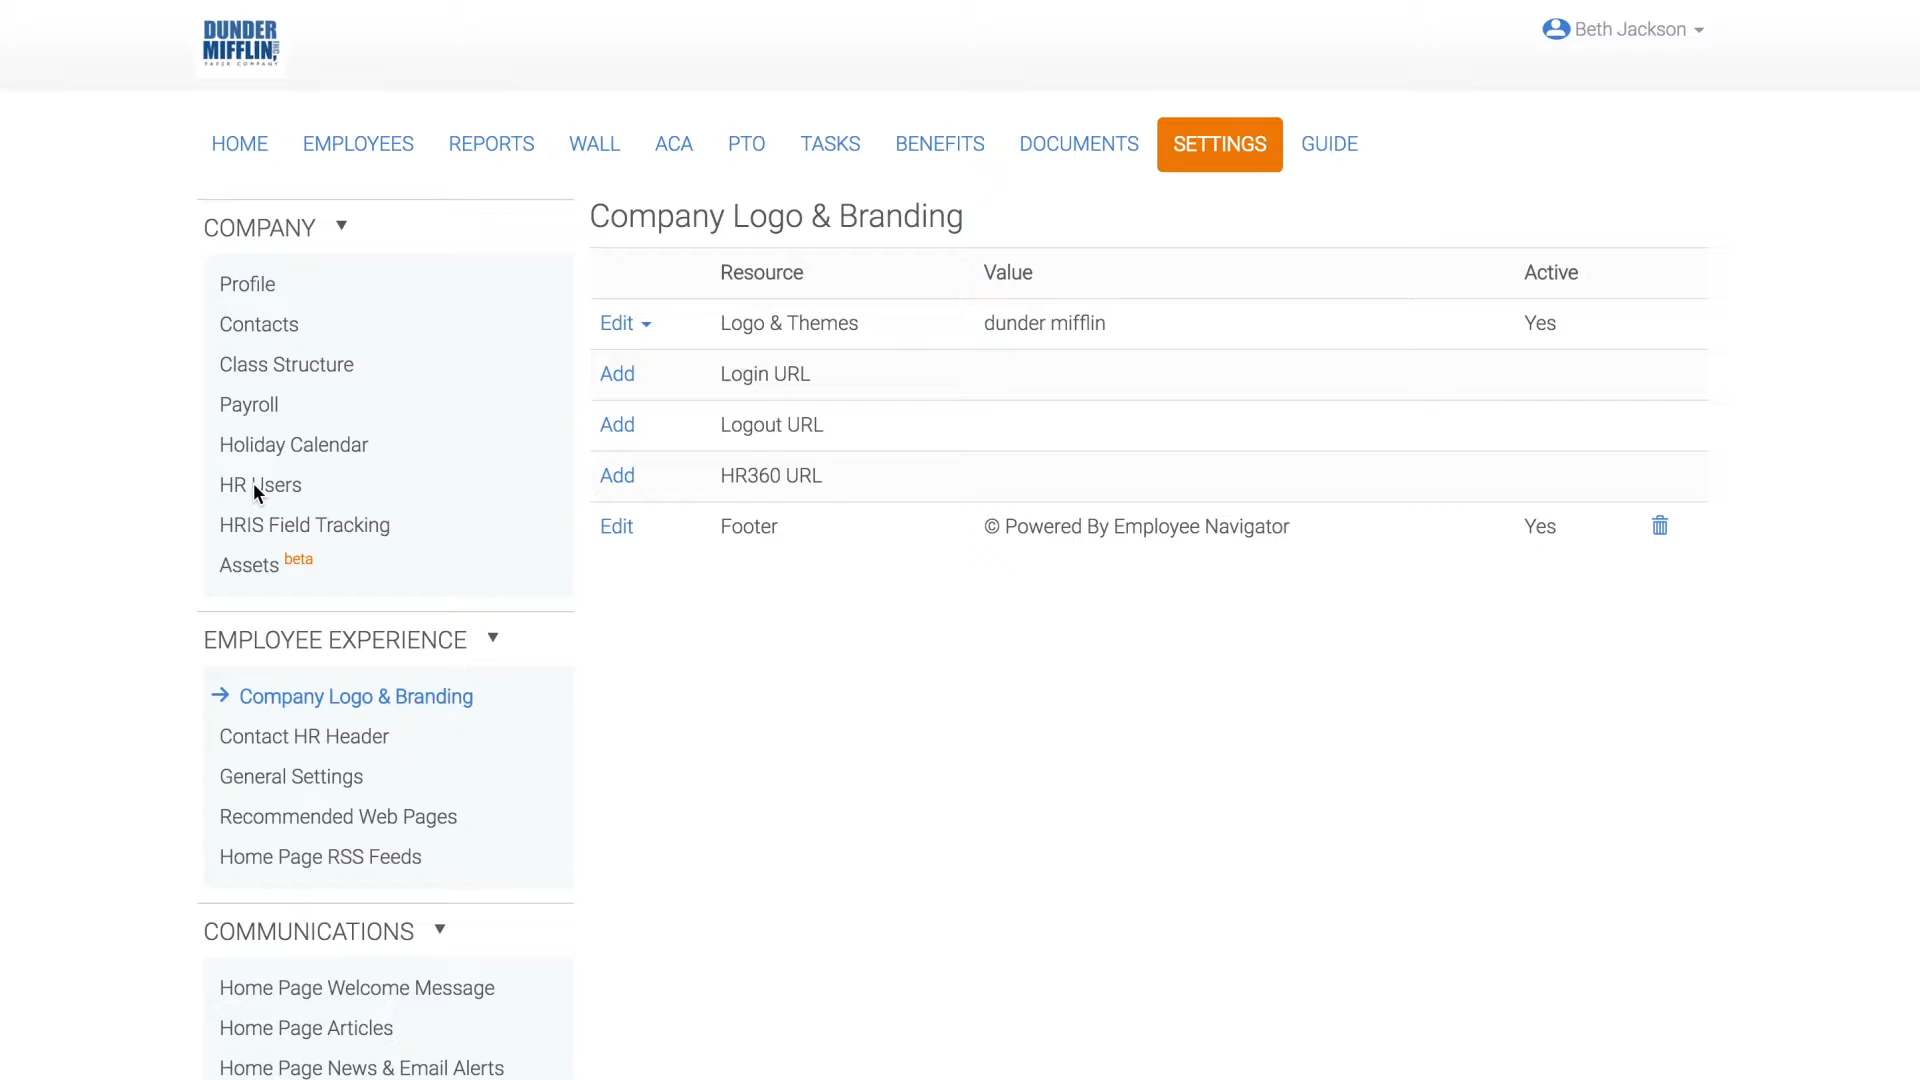 DUNDER
MIFFLIN, INC
PAPER COMPANY
Beth Jackson
HOME EMPLOYEES REPORTS WALL ACA PTO TASKS BENEFITS DOCUMENTS SETTINGS GUIDE
COMPANY
Profile
Contacts
Class Structure
Payroll
Holiday Calendar
HR Users
HRIS Field Tracking
Assets beta
EMPLOYEE EXPERIENCE
Company Logo & Branding
Contact HR Header
General Settings
Recommended Web Pages
Home Page RSS Feeds
COMMUNICATIONS
Home Page Welcome Message
Home Page Articles
Home Page News & Email Alerts
Company Logo & Branding
Resource Value Active
Edit Logo & Themes dunder mifflin Yes
Add Login URL
Add Logout URL
Add HR360 URL
Edit Footer © Powered By Employee Navigator Yes